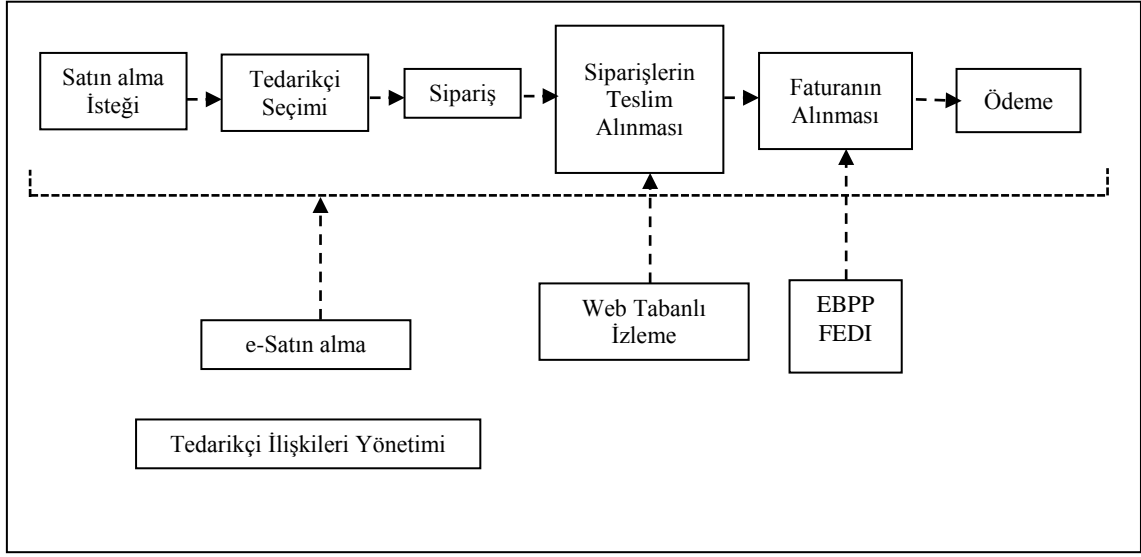 Satın alma
İsteği
Tedarikçi
Seçimi
Sipariş
Siparişlerin
Teslim
Alınması
Faturanın
Alınması
Ödeme
e-Satın alma
Web Tabanlı
İzleme
EBPP
FEDI
Tedarikçi İlişkileri Yönetimi